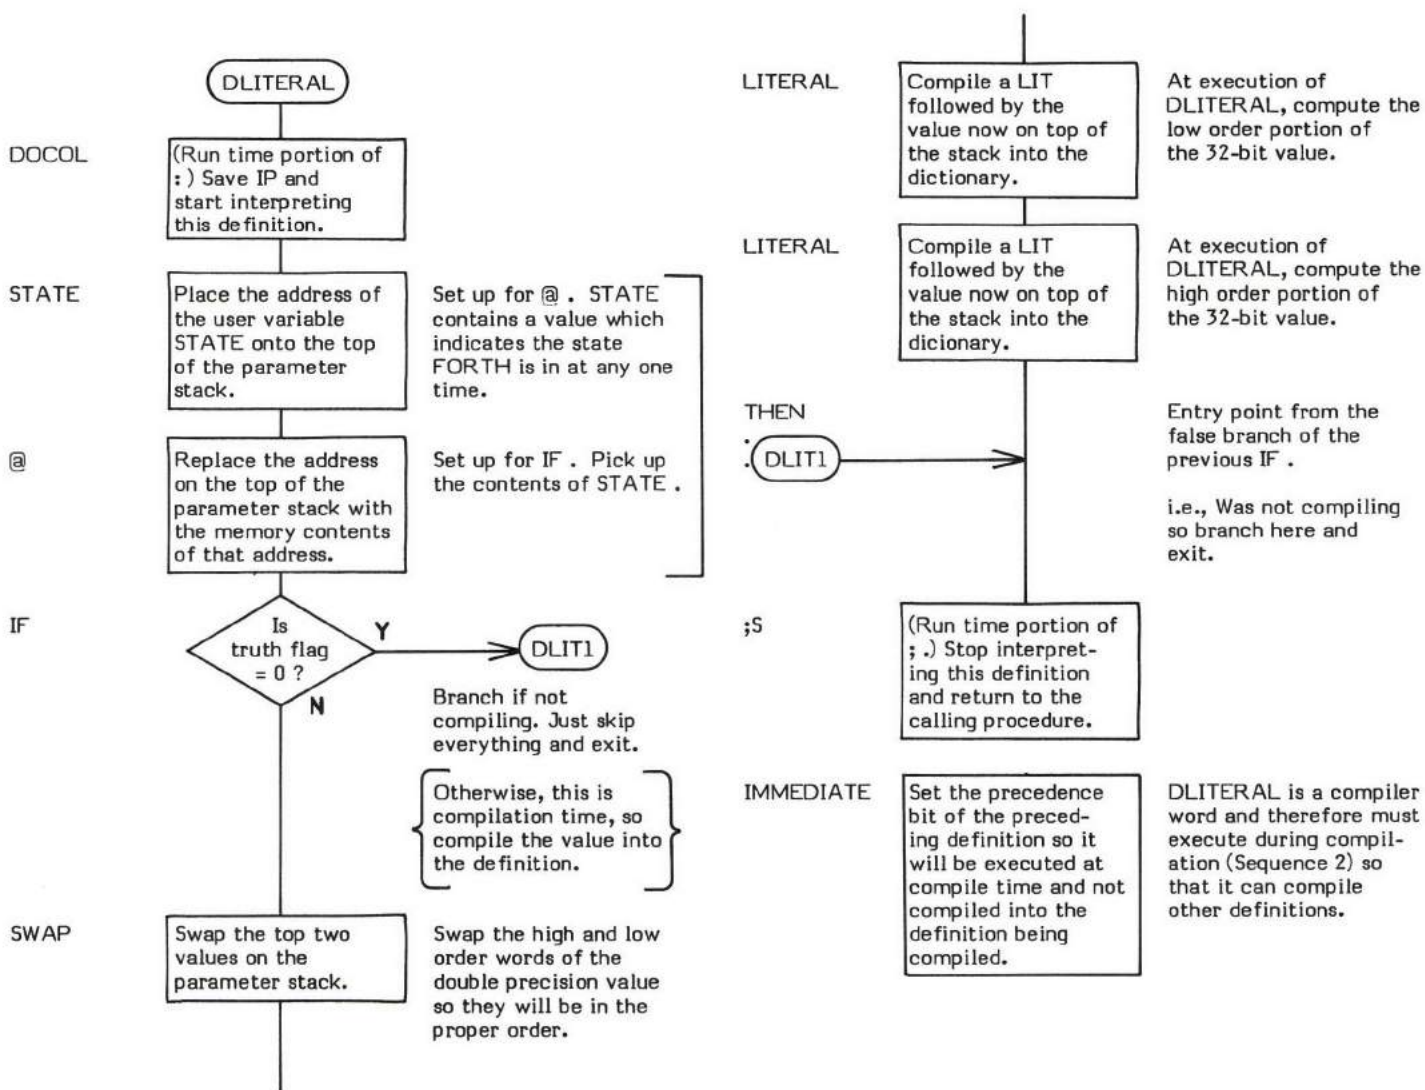 DLITERAL
DOCOL
(Run time portion of
: ) Save IP and
start interpreting
this definition.
STATE
Place the address of
the user variable
STATE onto the top
of the parameter
stack.
Set up for @ . STATE
contains a value which
indicates the state
FORTH is in at any one
time.
@
Replace the address
on the top of the
parameter stack with
the memory contents
of that address.
Set up for IF . Pick up
the contents of STATE .
IF
Is
truth flag
= 0 ?
Y
DLIT1
N
Branch if not
compiling. Just skip
everything and exit.
Otherwise, this is
compilation time, so
compile the value into
the definition.
SWAP
Swap the top two
values on the
parameter stack.
Swap the high and low
order words of the
double precision value
so they will be in the
proper order.
LITERAL
Compile a LIT
followed by the
value now on top of
the stack into the
dictionary.
At execution of
DLITERAL, compute the
low order portion of
the 32-bit value.
LITERAL
Compile a LIT
followed by the
value now on top of
the stack into the
dicionary.
At execution of
DLITERAL, compute the
high order portion of
the 32-bit value.
THEN
: DLIT1
Entry point from the
false branch of the
previous IF .
i.e., Was not compiling
so branch here and
exit.
;S
(Run time portion of
; .) Stop interpret-
ing this definition
and return to the
calling procedure.
IMMEDIATE
Set the precedence
bit of the preced-
ing definition so it
will be executed at
compile time and not
compiled into the
definition being
compiled.
DLITERAL is a compiler
word and therefore must
execute during compil-
ation (Sequence 2) so
that it can compile
other definitions.